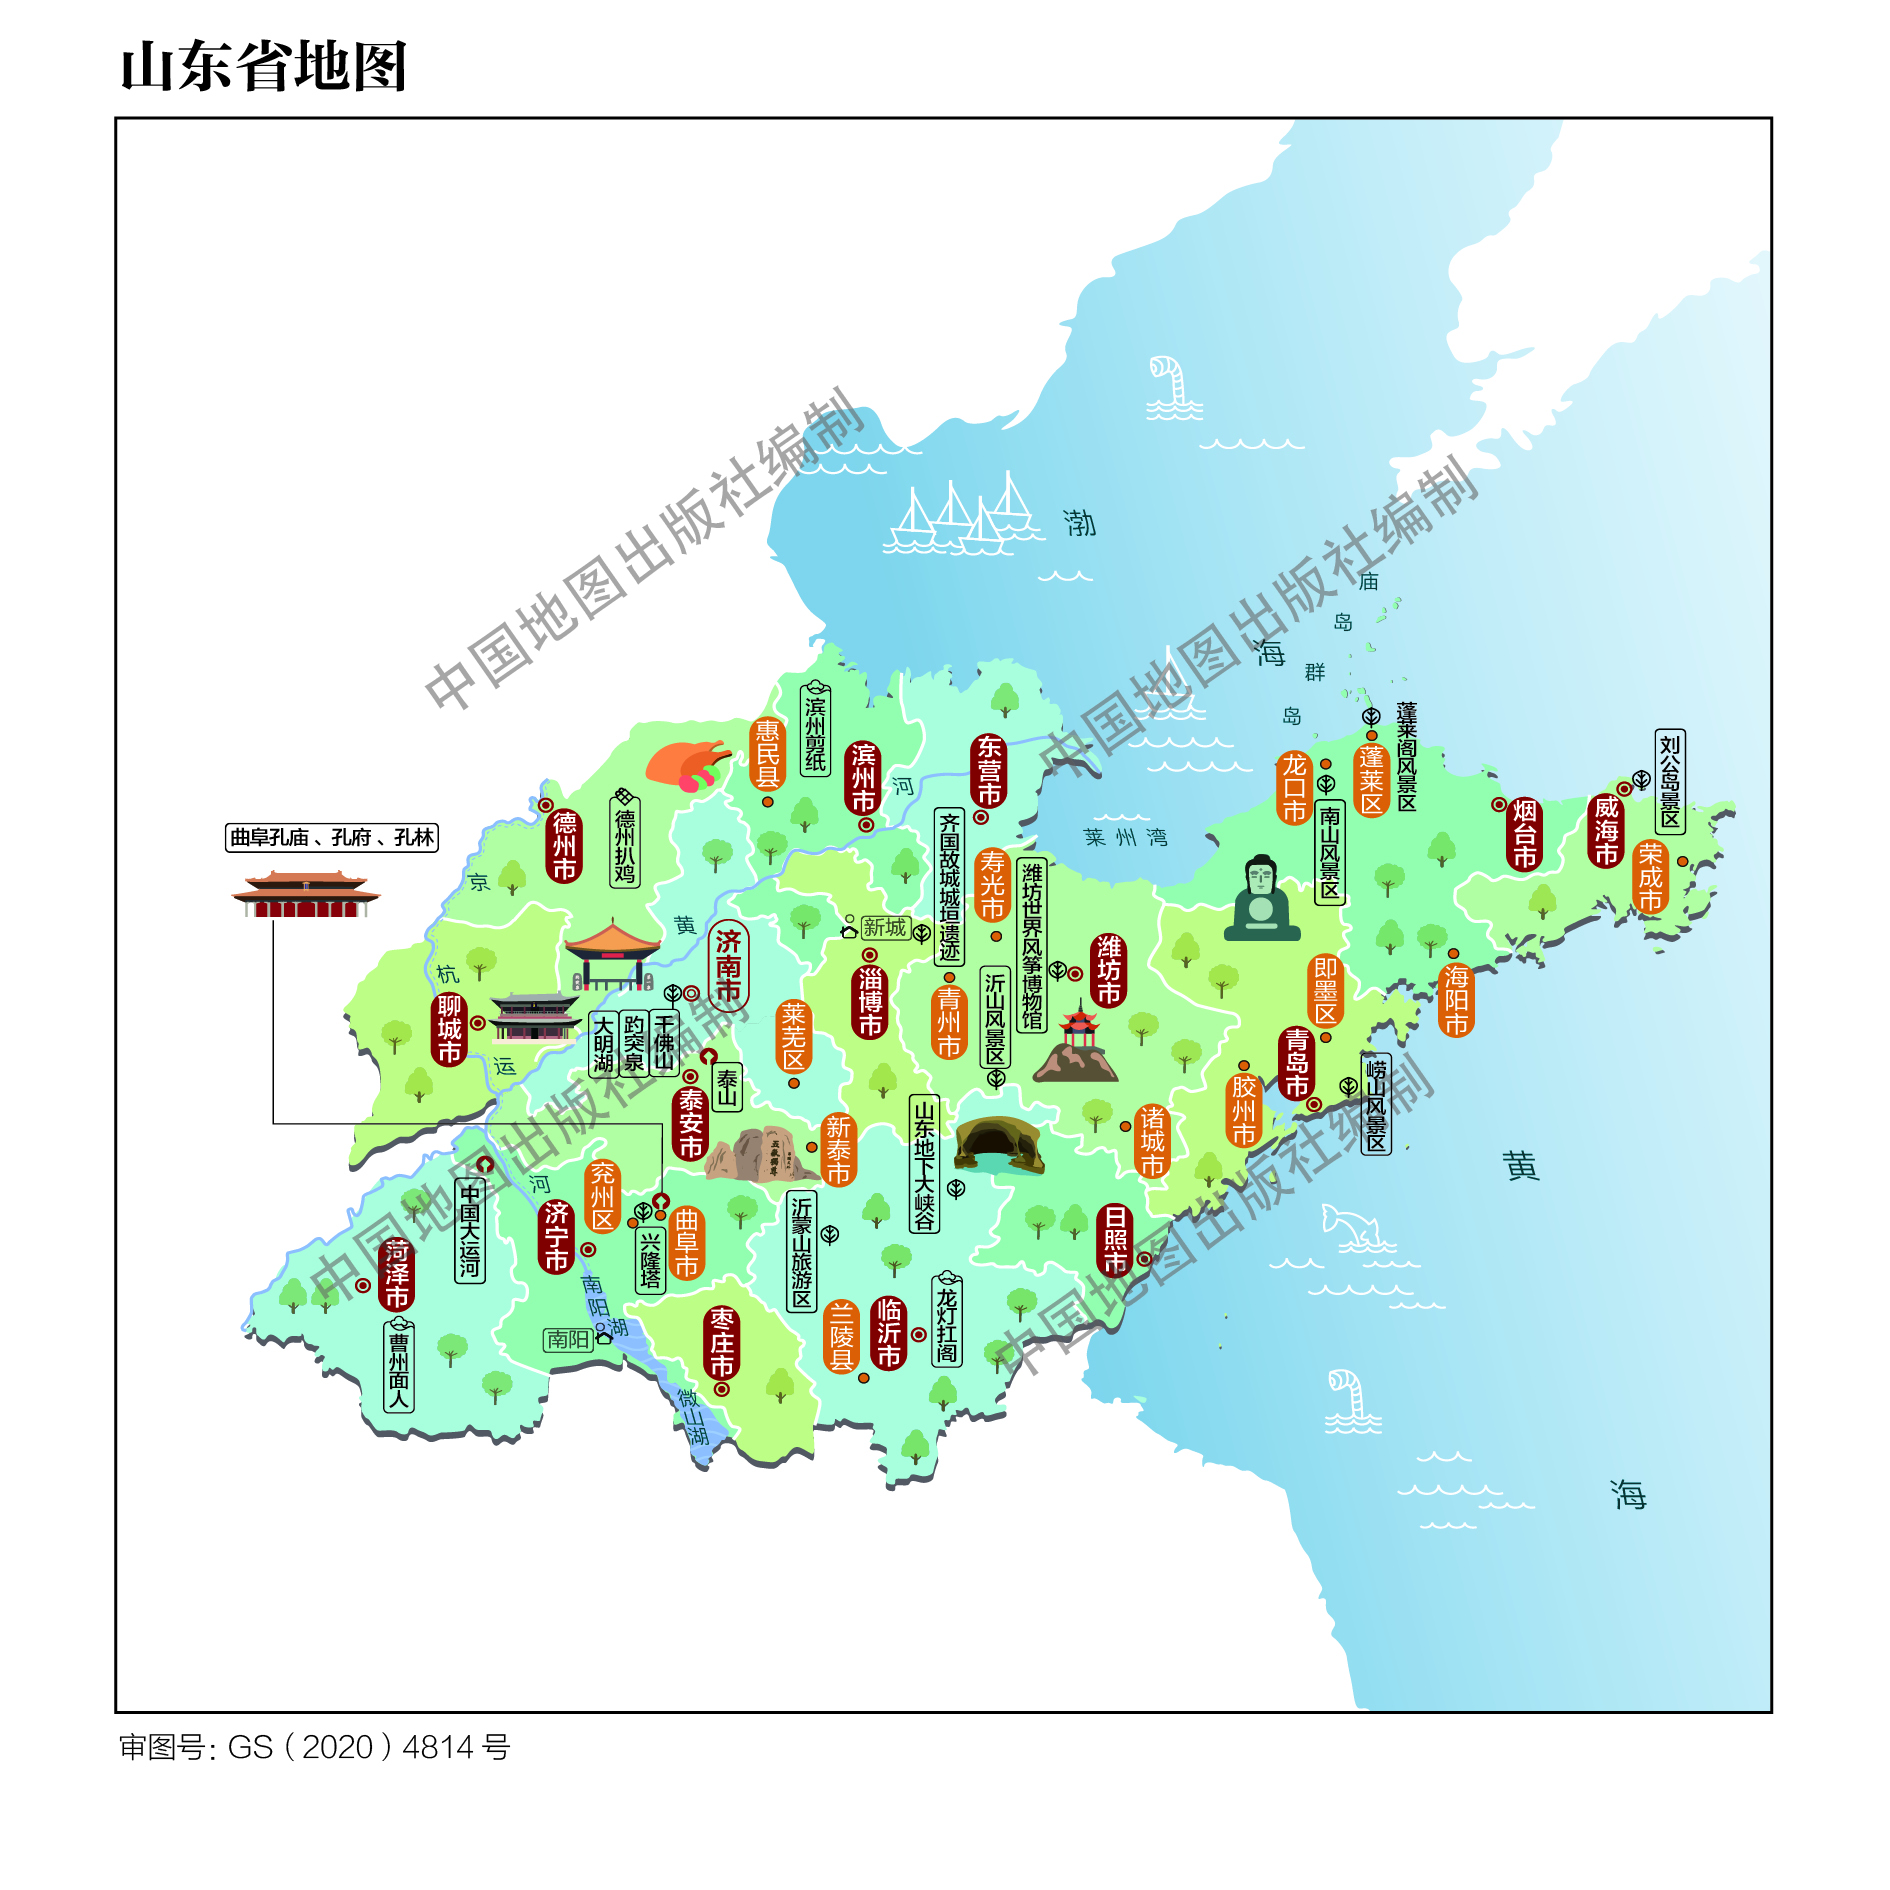 山东省地图
中国地图出版社编制
中国地图出版社编制
中国地图出版社编制
中国地图出版社编制
渤
海
庙
岛
群
岛
莱州湾
黄
海
蓬莱阁风景区
蓬莱区
龙口市
南山风景区
烟台市
威海市
刘公岛景区
荣成市
海阳市
即墨区
青岛市
崂山风景区
胶州市
诸城市
惠民县
滨州剪纸
滨州市
东营市
河
齐国故城城垣遗迹
寿光市
潍坊世界风筝博物馆
潍坊市
青州市
沂山风景区
新城
淄博市
德州市
德州扒鸡
曲阜孔庙、孔府、孔林
京
杭
运
河
黄
济南市
聊城市
大明湖
趵突泉
千佛山
莱芜区
泰山
泰安市
五岳独尊
新泰市
山东地下大峡谷
沂蒙山旅游区
中国大运河
兖州区
济宁市
兴隆塔
曲阜市
菏泽市
曹州面人
南阳湖
南阳
微山湖
枣庄市
兰陵县
临沂市
龙灯扛阁
日照市
审图号：GS（2020）4814号